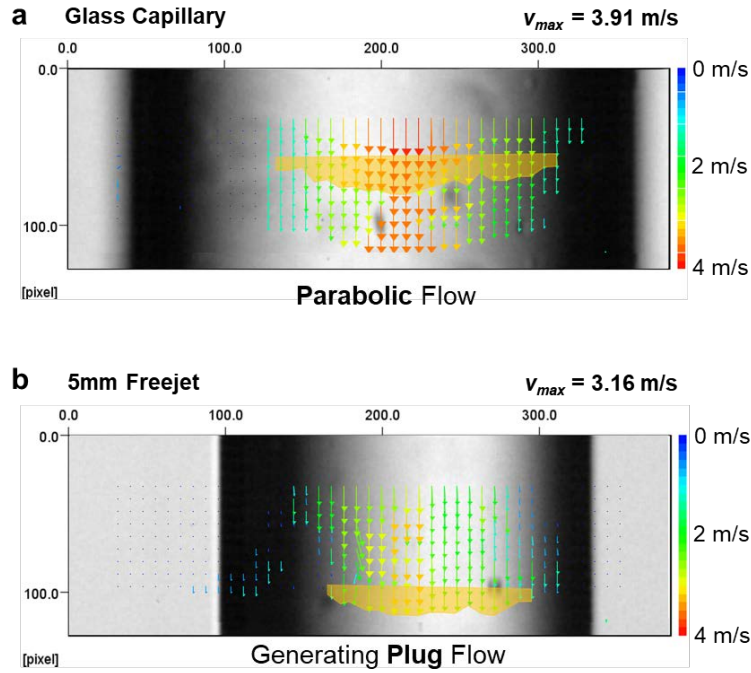 a Glass Capillary vmax = 3.91 m/s
0.0 100.0 200.0 300.0
0.0
100.0
[pixel]
0 m/s
2 m/s
4 m/s
Parabolic Flow
b 5mm Freejet vmax = 3.16 m/s
0.0 100.0 200.0 300.0
0.0
100.0
[pixel]
0 m/s
2 m/s
4 m/s
Generating Plug Flow